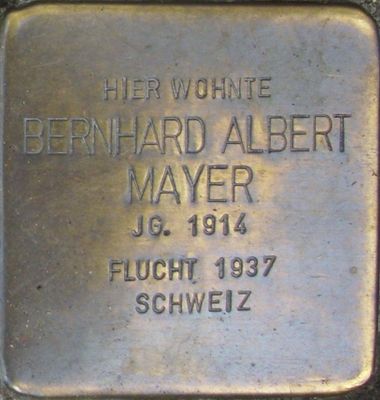 HIER WOHNTE
BERNHARD ALBERT
MAYER
JG. 1914
FLUCHT 1937
SCHWEIZ